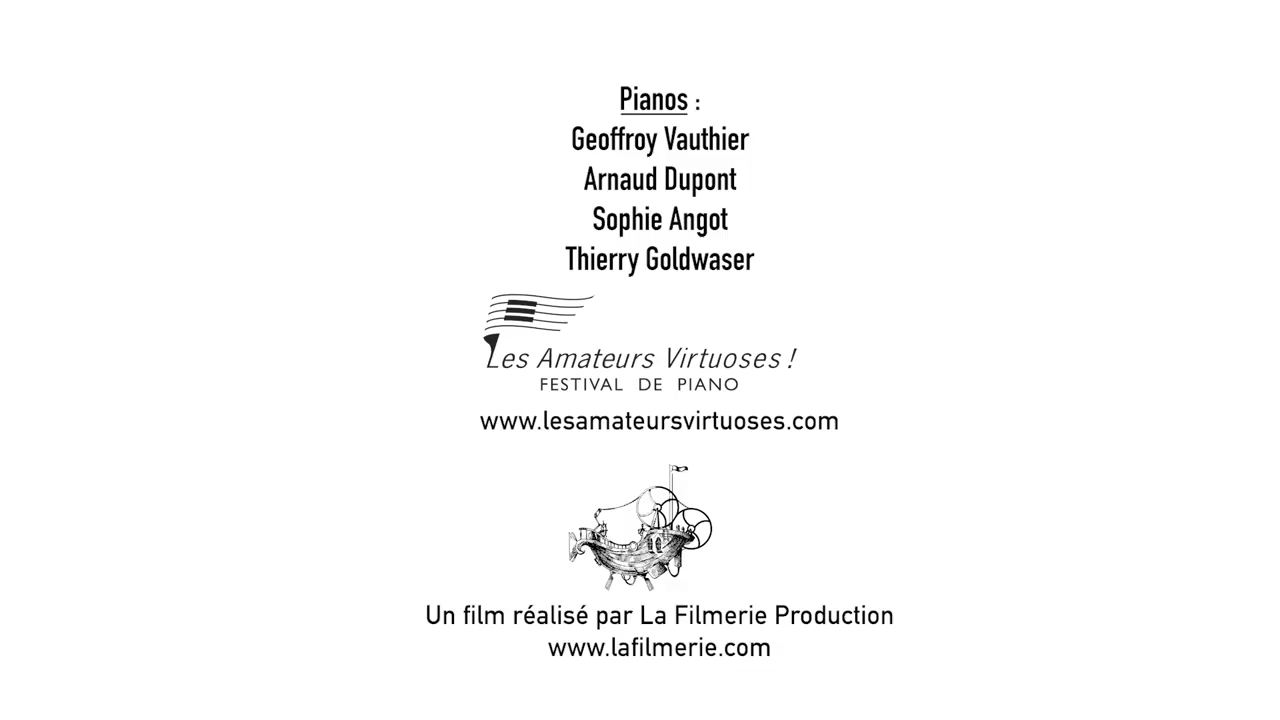 Pianos :
Geoffroy Vauthier
Arnaud Dupont
Sophie Angot
Thierry Goldwaser
Les Amateurs Virtuoses !
FESTIVAL DE PIANO
www.lesamateursvirtuoses.com
Un film réalisé par La Filmerie Production
www.lafilmerie.com